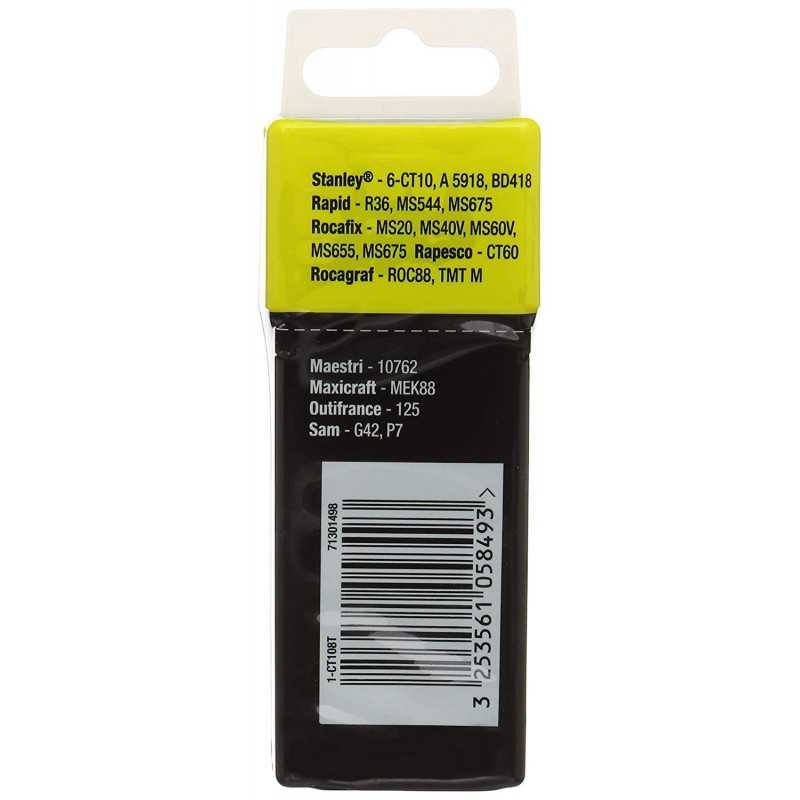 Stanley® - 6-CT10, A 5918, BD418
Rapid - R36, MS544, MS675
Rocafix - MS20, MS40V, MS60V,
MS655, MS675 Rapesco - CT60
Rocagraf - ROC88, TMT M
Maestri - 10762
Maxicraft - MEK88
Outifrance - 125
Sam - G42, P7
71301498
1-CT108T
3 253561 058493 >